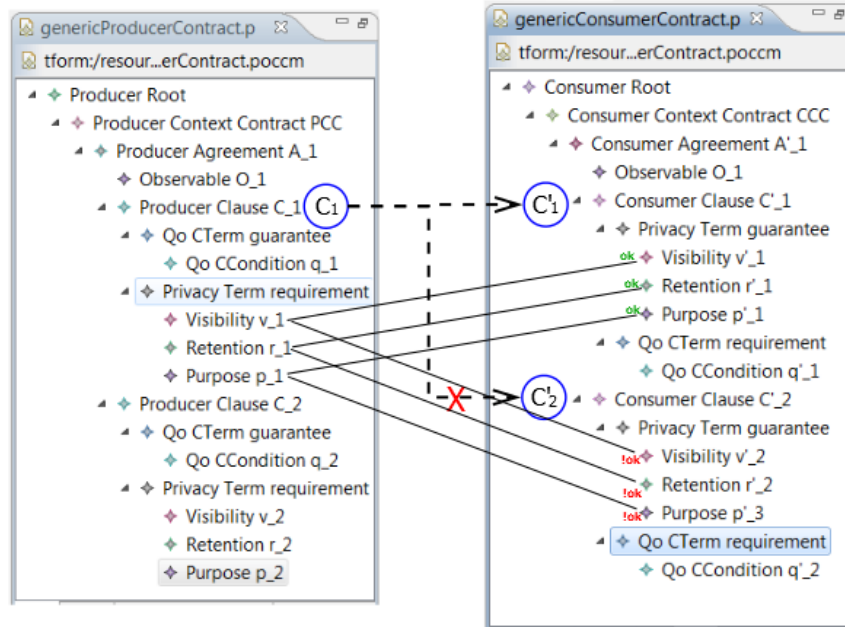 genericProducerContract.p
tform:/resour...erContract.poccm
Producer Root
Producer Context Contract PCC
Producer Agreement A_1
Observable O_1
Producer Clause C_1
Qo CTerm guarantee
Qo CCondition q_1
Privacy Term requirement
Visibility v_1
Retention r_1
Purpose p_1
Producer Clause C_2
Qo CTerm guarantee
Qo CCondition q_2
Privacy Term requirement
Visibility v_2
Retention r_2
Purpose p_2
C1
X
genericConsumerContract.p
tform:/resour...erContract.poccm
Consumer Root
Consumer Context Contract CCC
Consumer Agreement A'_1
Observable O_1
C'1 Consumer Clause C'_1
Privacy Term guarantee
ok Visibility v'_1
ok Retention r'_1
ok Purpose p'_1
Qo CTerm requirement
Qo CCondition q'_1
C'2 Consumer Clause C'_2
Privacy Term guarantee
!ok Visibility v'_2
!ok Retention r'_2
!ok Purpose p'_3
Qo CTerm requirement
Qo CCondition q'_2